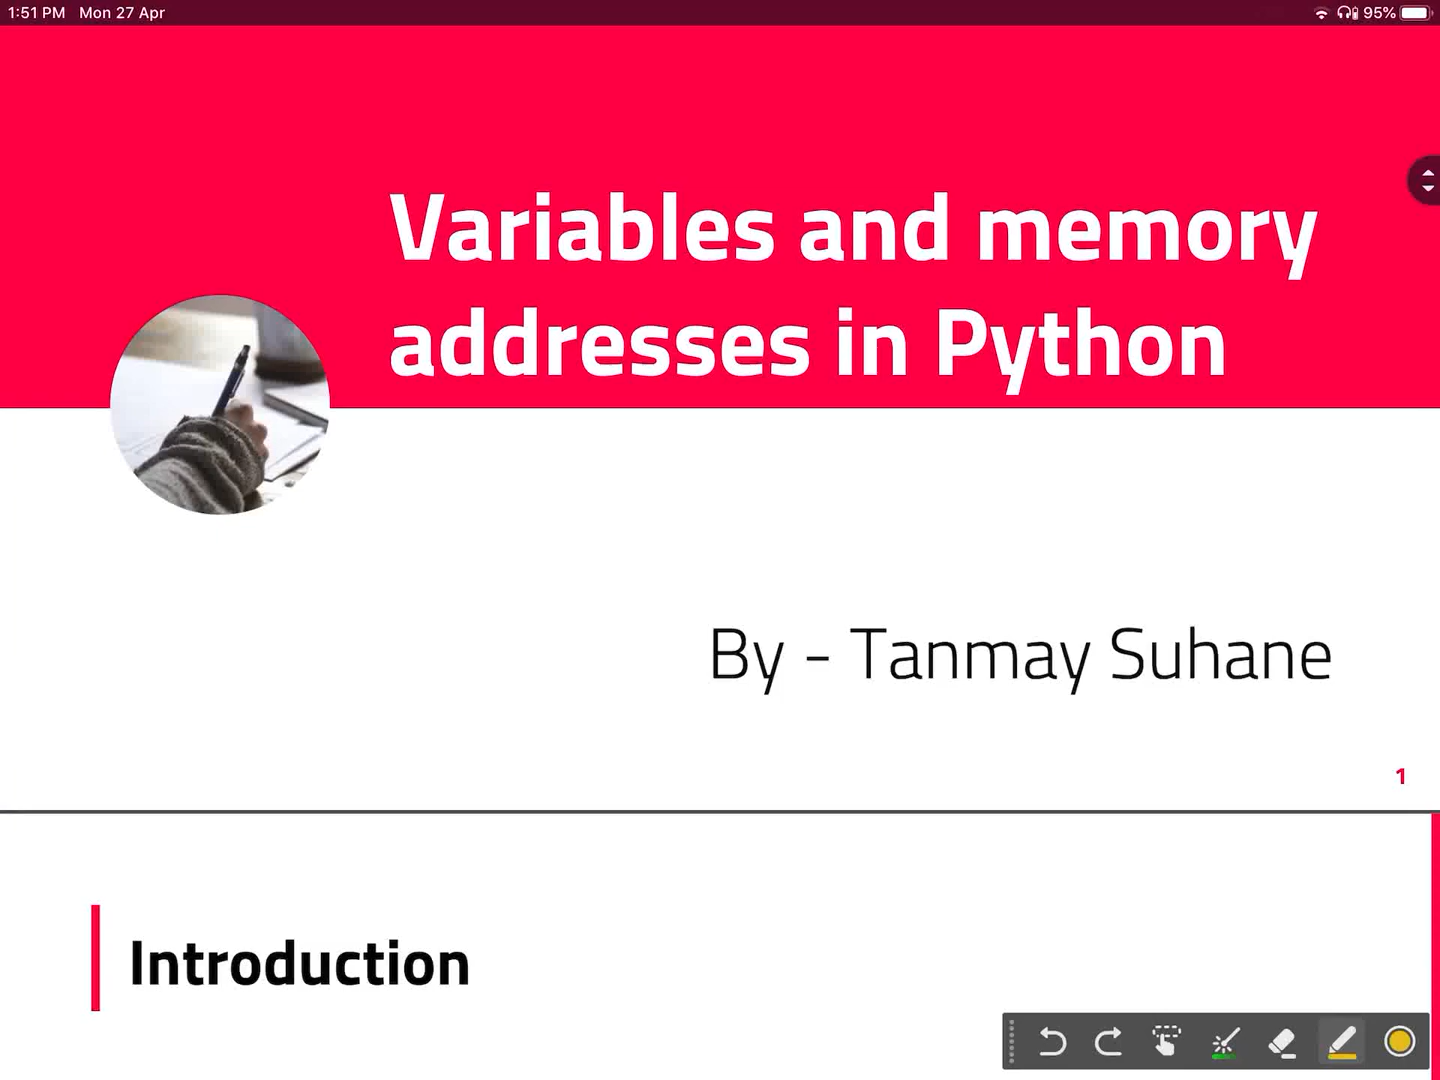 1:51 PM Mon 27 Apr
95%
Variables and memory
addresses in Python
By - Tanmay Suhane
1
Introduction